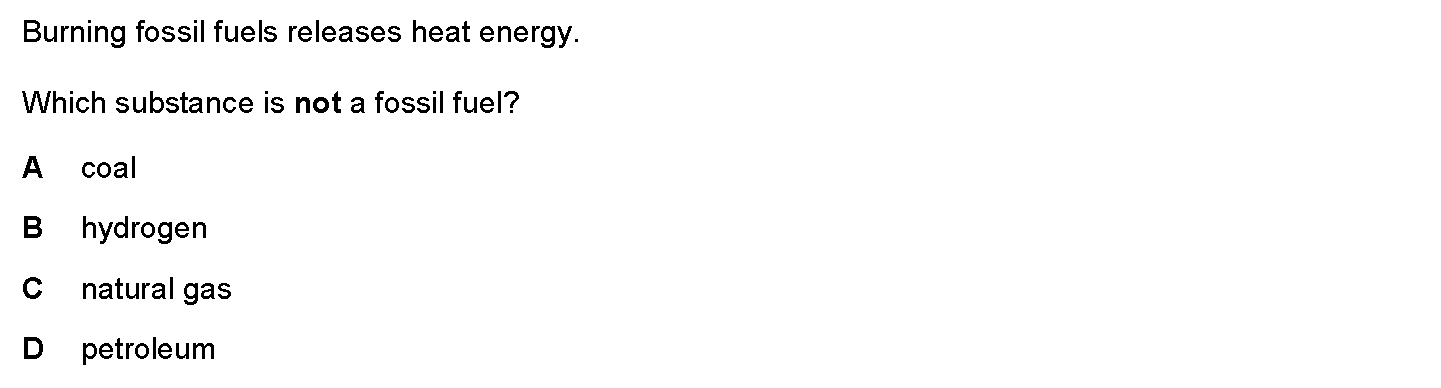 Burning fossil fuels releases heat energy.
Which substance is not a fossil fuel?
A coal
B hydrogen
C natural gas
D petroleum